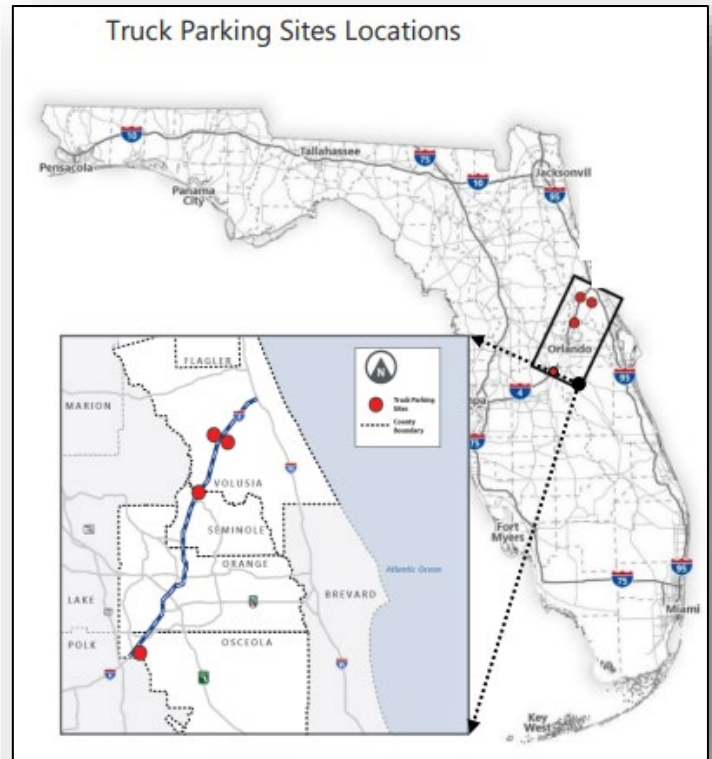 Truck Parking Sites Locations
10
Pensacola
Tallahassee
75
10
Jacksonvil
95
Panama
City
Orlando
95
4
pa
75
Fort
Myers
75
95
Miami
Key
West
FLAGLER
MARION
VOLUSIA
SEMINOLE
ORANGE
LAKE
BREVARD
POLK
OSCEOLA
Atlantic Ocean
N
Truck Parking
Sites
County
Boundary